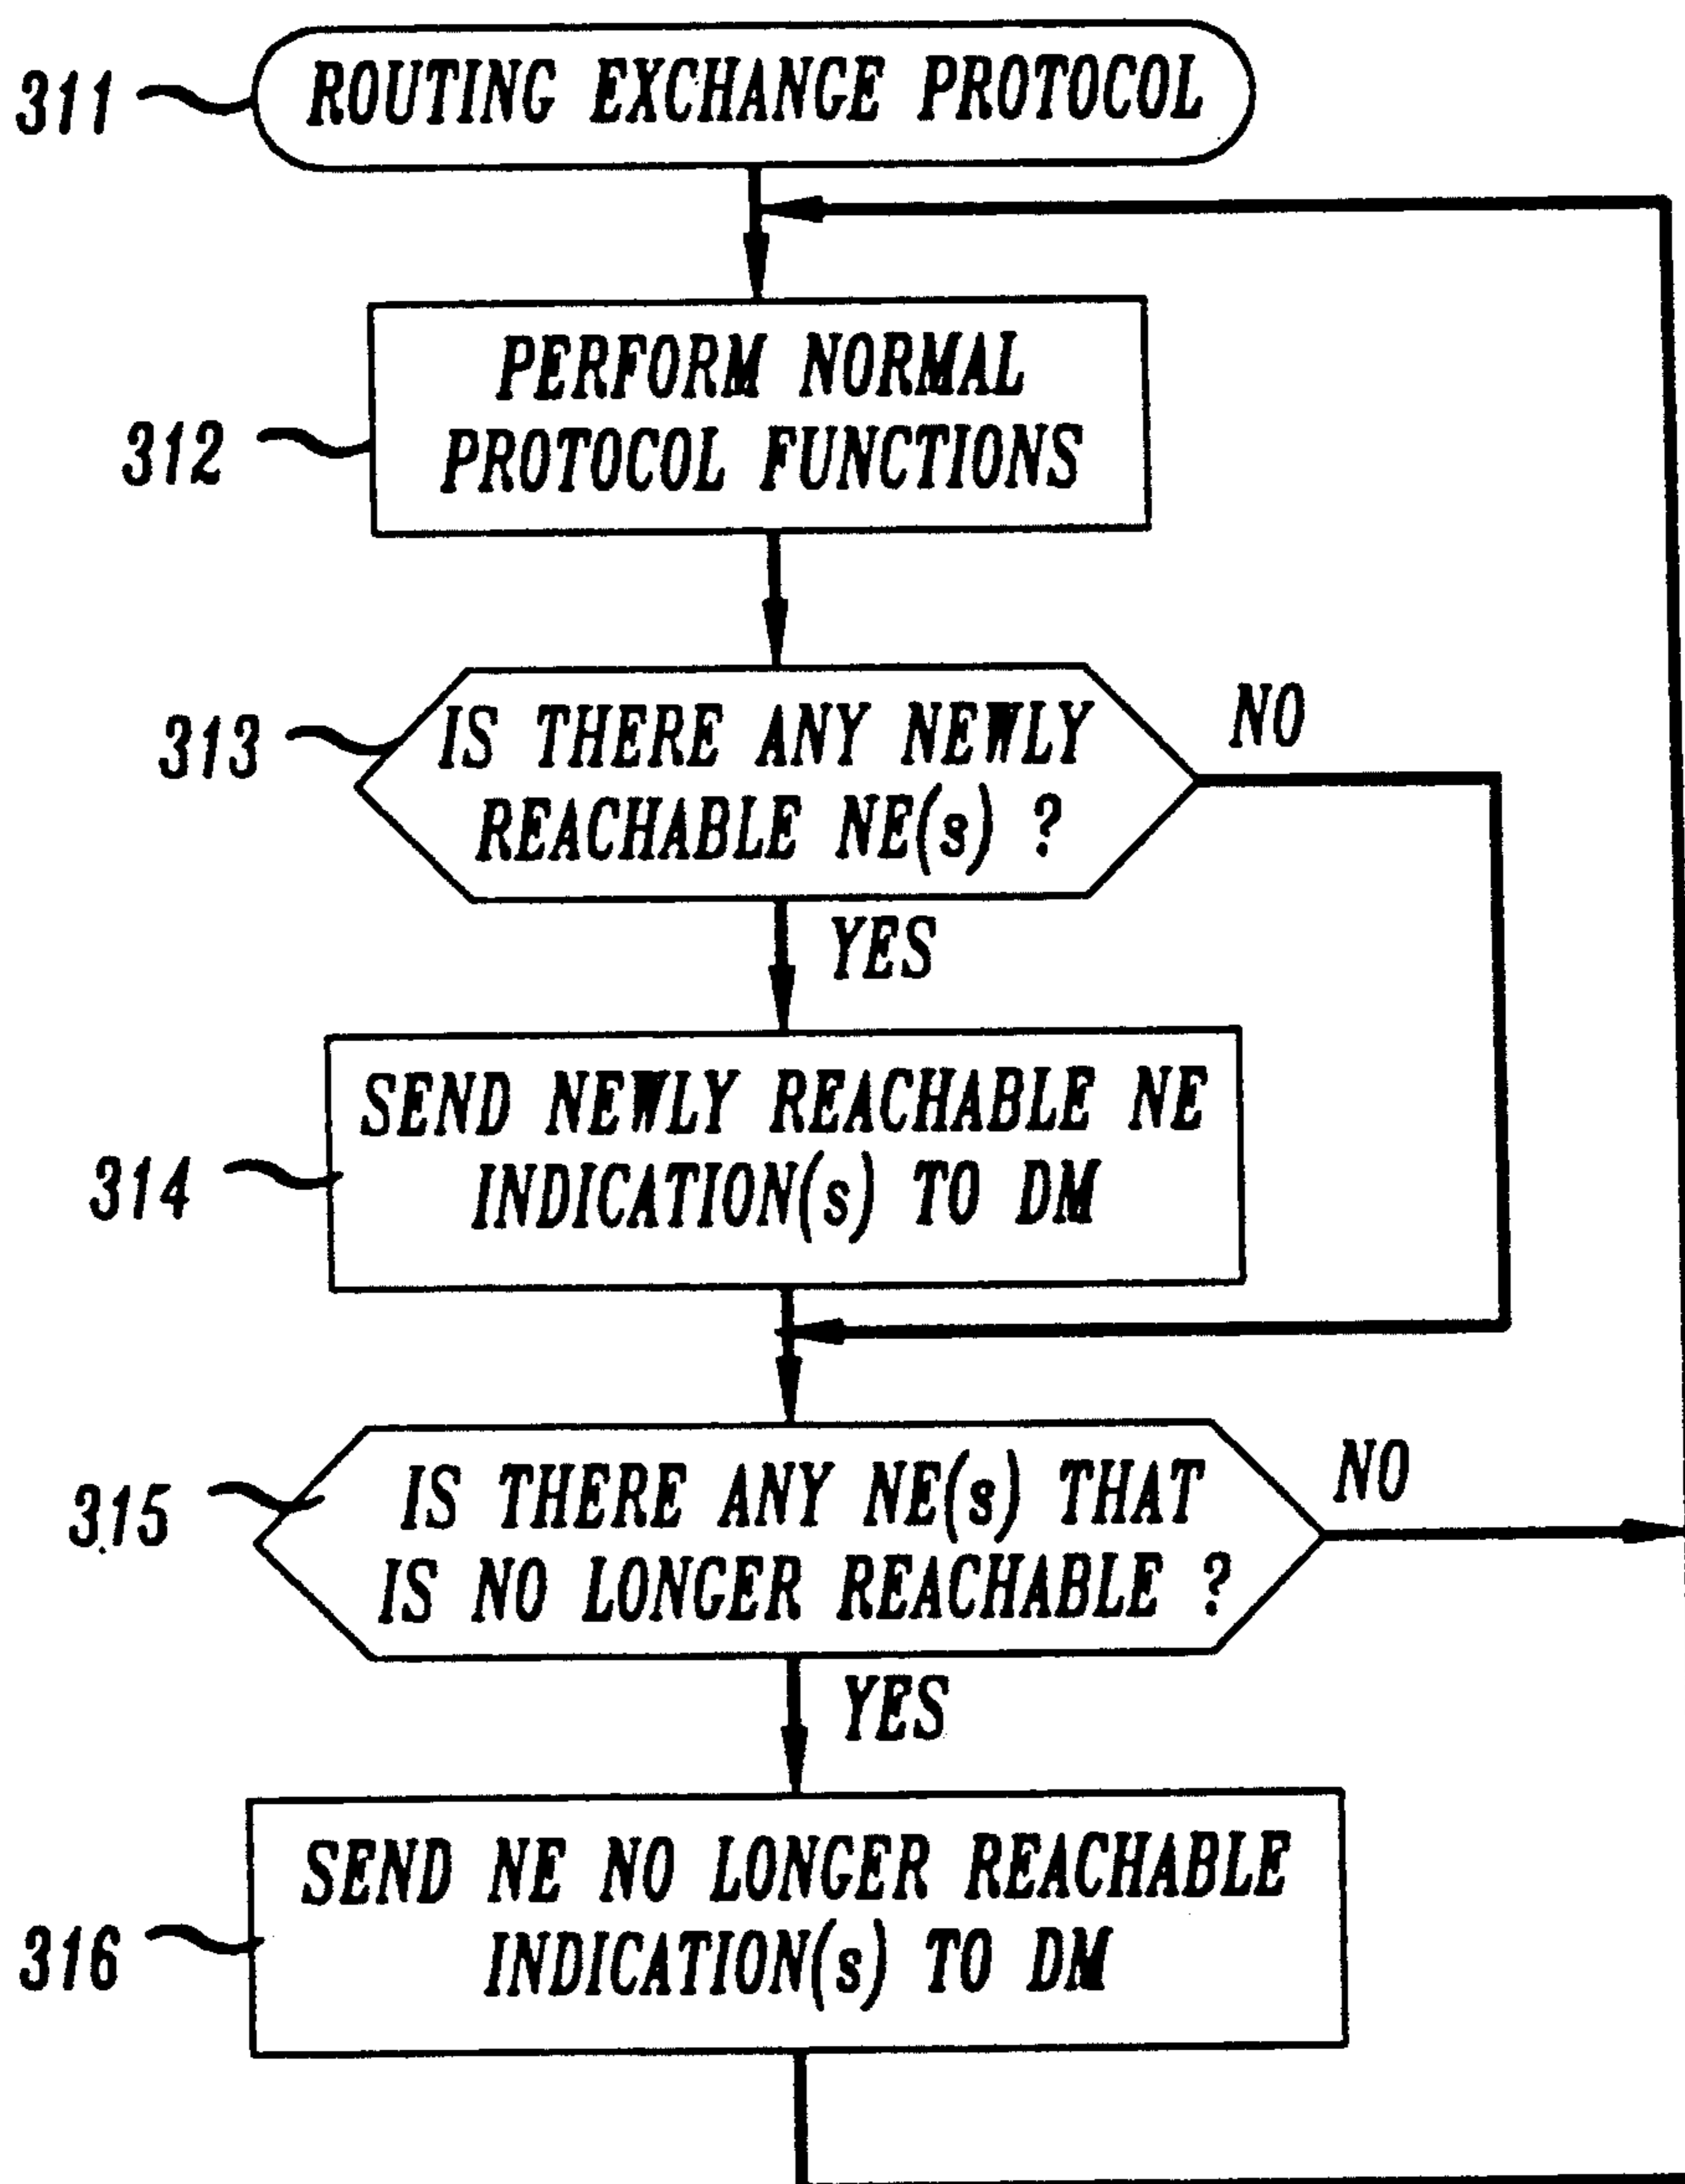 311
ROUTING EXCHANGE PROTOCOL
312
PERFORM NORMAL
PROTOCOL FUNCTIONS
313
IS THERE ANY NEWLY
REACHABLE NE(s) ?
NO
YES
314
SEND NEWLY REACHABLE NE
INDICATION(s) TO DM
315
IS THERE ANY NE(s) THAT
IS NO LONGER REACHABLE ?
NO
YES
316
SEND NE NO LONGER REACHABLE
INDICATION(s) TO DM